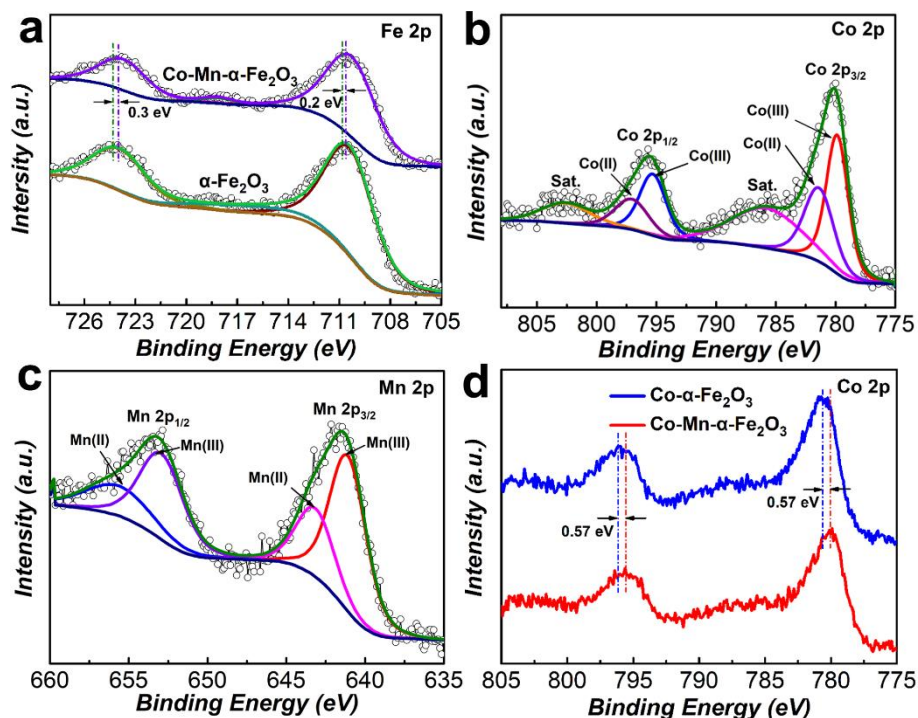 a
Fe 2p
Co-Mn-α-Fe₂O₃
0.3 eV
0.2 eV
α-Fe₂O₃
Intensity (a.u.)
726 723 720 717 714 711 708 705
Binding Energy (eV)
b
Co 2p
Co 2p₃/₂
Co(III)
Co 2p₁/₂
Co(II)
Co(II)
Co(III)
Sat.
Sat.
Intensity (a.u.)
805 800 795 790 785 780 775
Binding Energy (eV)
c
Mn 2p
Mn 2p₁/₂
Mn 2p₃/₂
Mn(II)
Mn(III)
Mn(III)
Mn(II)
Intensity (a.u.)
660 655 650 645 640 635
Binding Energy (eV)
d
Co 2p
Co-α-Fe₂O₃
Co-Mn-α-Fe₂O₃
0.57 eV
0.57 eV
Intensity (a.u.)
805 800 795 790 785 780 775
Binding Energy (eV)